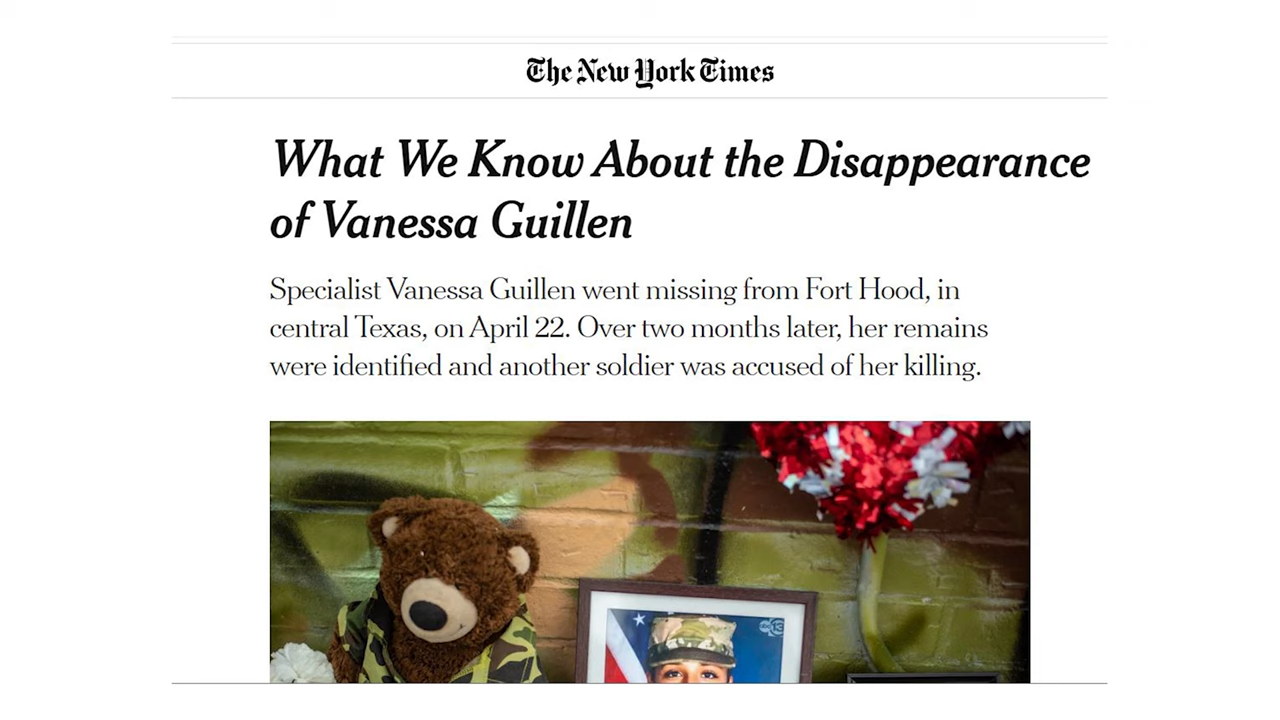 The New York Times
What We Know About the Disappearance
of Vanessa Guillen
Specialist Vanessa Guillen went missing from Fort Hood, in
central Texas, on April 22. Over two months later, her remains
were identified and another soldier was accused of her killing.
abc13